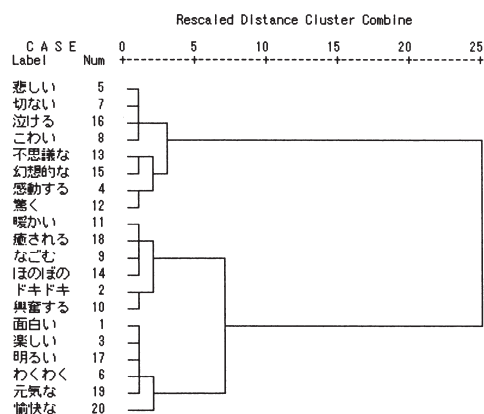 Rescaled Distance Cluster Combine
C A S E 0 5 10 15 20 25
Label Num
悲しい 5
切ない 7
泣ける 16
こわい 8
不思議な 13
幻想的な 15
感動する 4
驚く 12
暖かい 11
癒される 18
なごむ 9
ほのぼの 14
ドキドキ 2
興奮する 10
面白い 1
楽しい 3
明るい 17
わくわく 6
元気な 19
愉快な 20